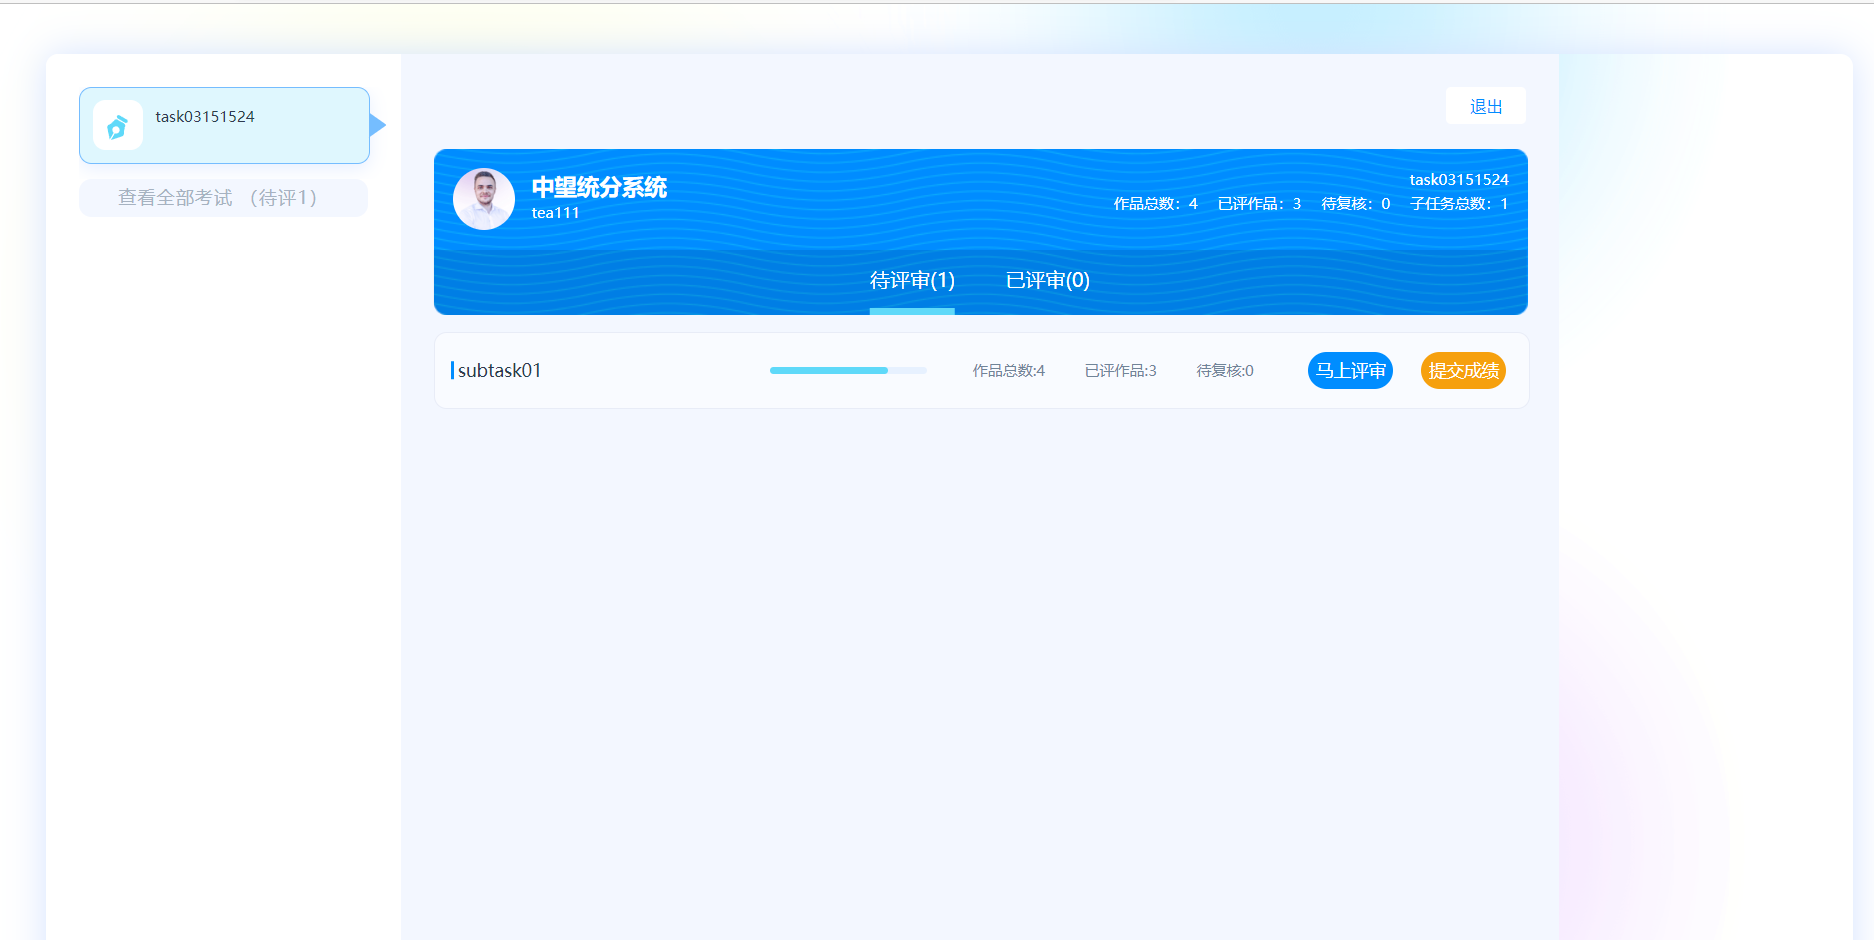 task03151524
查看全部考试 （待评1）
退出
中望统分系统
tea111
task03151524
作品总数：4 已评作品：3 待复核：0 子任务总数：1
待评审(1) 已评审(0)
subtask01 作品总数:4 已评作品:3 待复核:0 马上评审 提交成绩